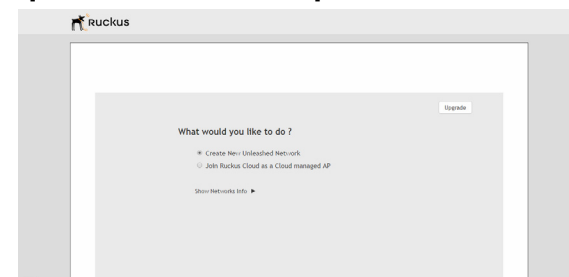 Ruckus
Upgrade
What would you like to do ?
Create New Unleashed Network
Join Ruckus Cloud as a Cloud managed AP
Show Networks Info ►